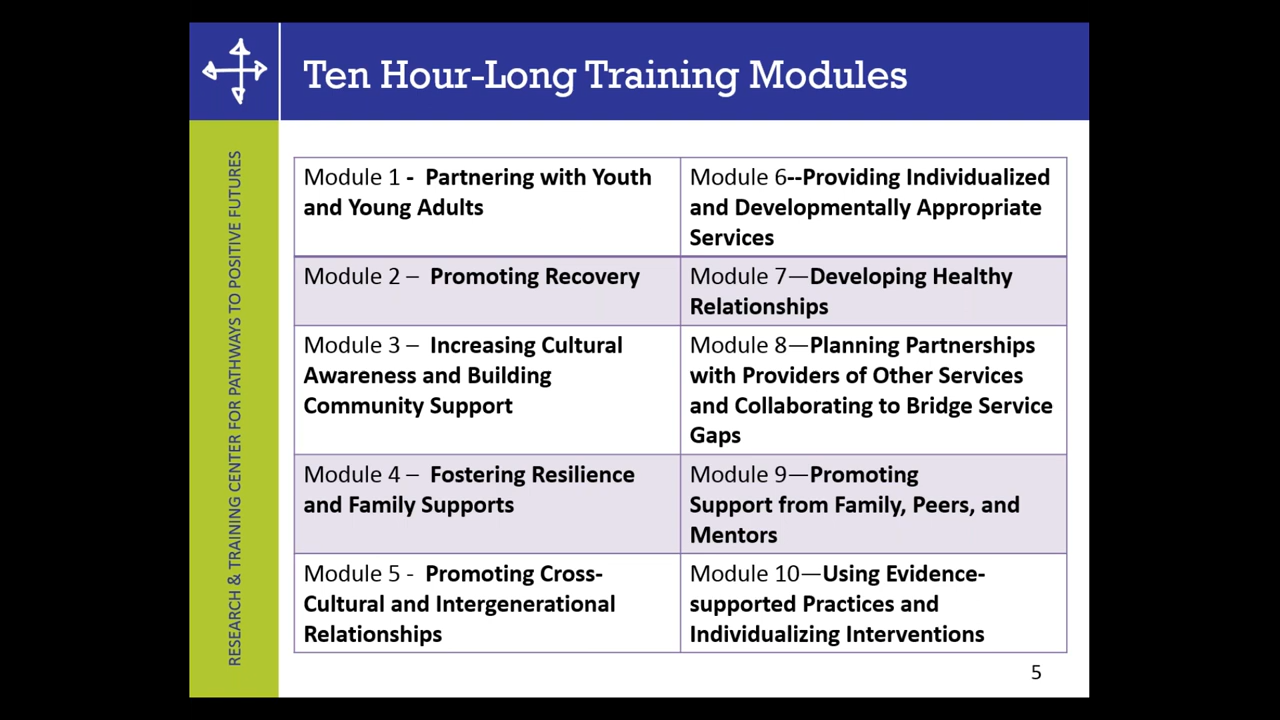 Ten Hour-Long Training Modules
RESEARCH & TRAINING CENTER FOR PATHWAYS TO POSITIVE FUTURES
Module 1 -  Partnering with Youth
and Young Adults
Module 6--Providing Individualized
and Developmentally Appropriate
Services
Module 2 –  Promoting Recovery
Module 7—Developing Healthy
Relationships
Module 3 –  Increasing Cultural
Awareness and Building
Community Support
Module 8—Planning Partnerships
with Providers of Other Services
and Collaborating to Bridge Service
Gaps
Module 4 –  Fostering Resilience
and Family Supports
Module 9—Promoting
Support from Family, Peers, and
Mentors
Module 5 -  Promoting Cross-
Cultural and Intergenerational
Relationships
Module 10—Using Evidence-
supported Practices and
Individualizing Interventions
5